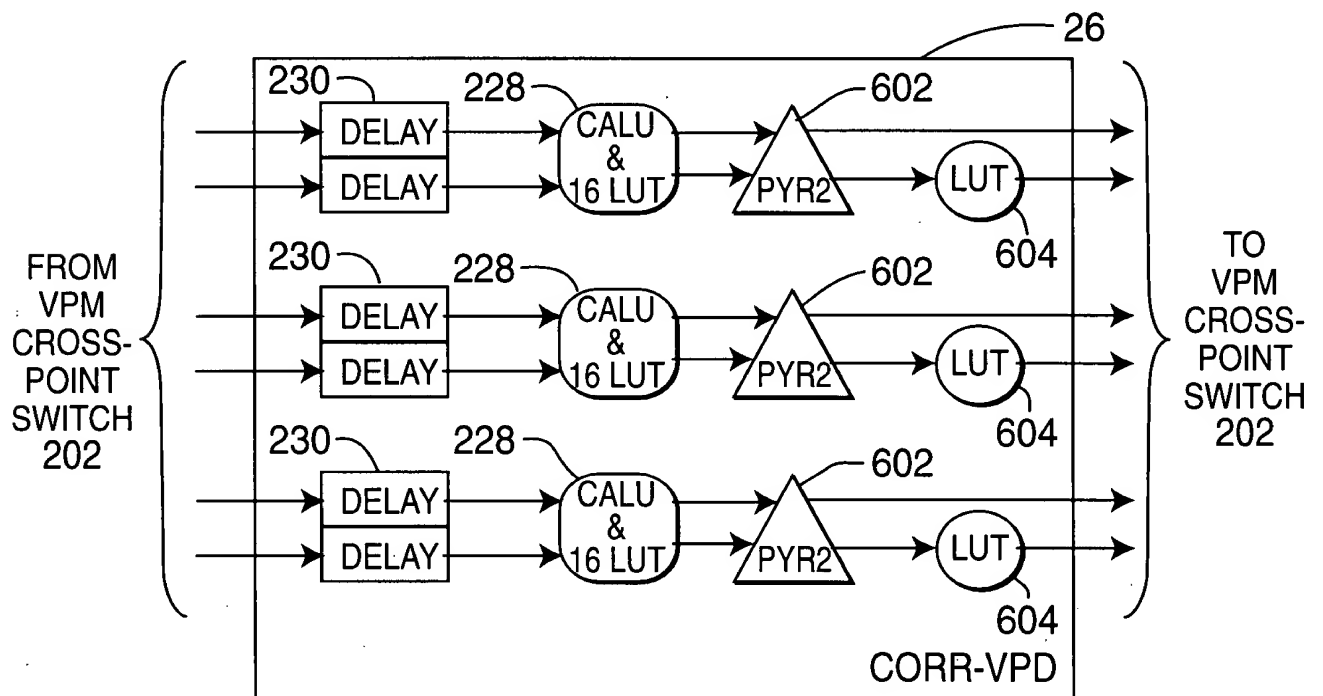 26
230
228
602
DELAY
DELAY
CALU
&
16 LUT
PYR2
LUT
604
230
228
602
DELAY
DELAY
CALU
&
16 LUT
PYR2
LUT
604
230
228
602
DELAY
DELAY
CALU
&
16 LUT
PYR2
LUT
604
FROM
VPM
CROSS-
POINT
SWITCH
202
TO
VPM
CROSS-
POINT
SWITCH
202
CORR-VPD